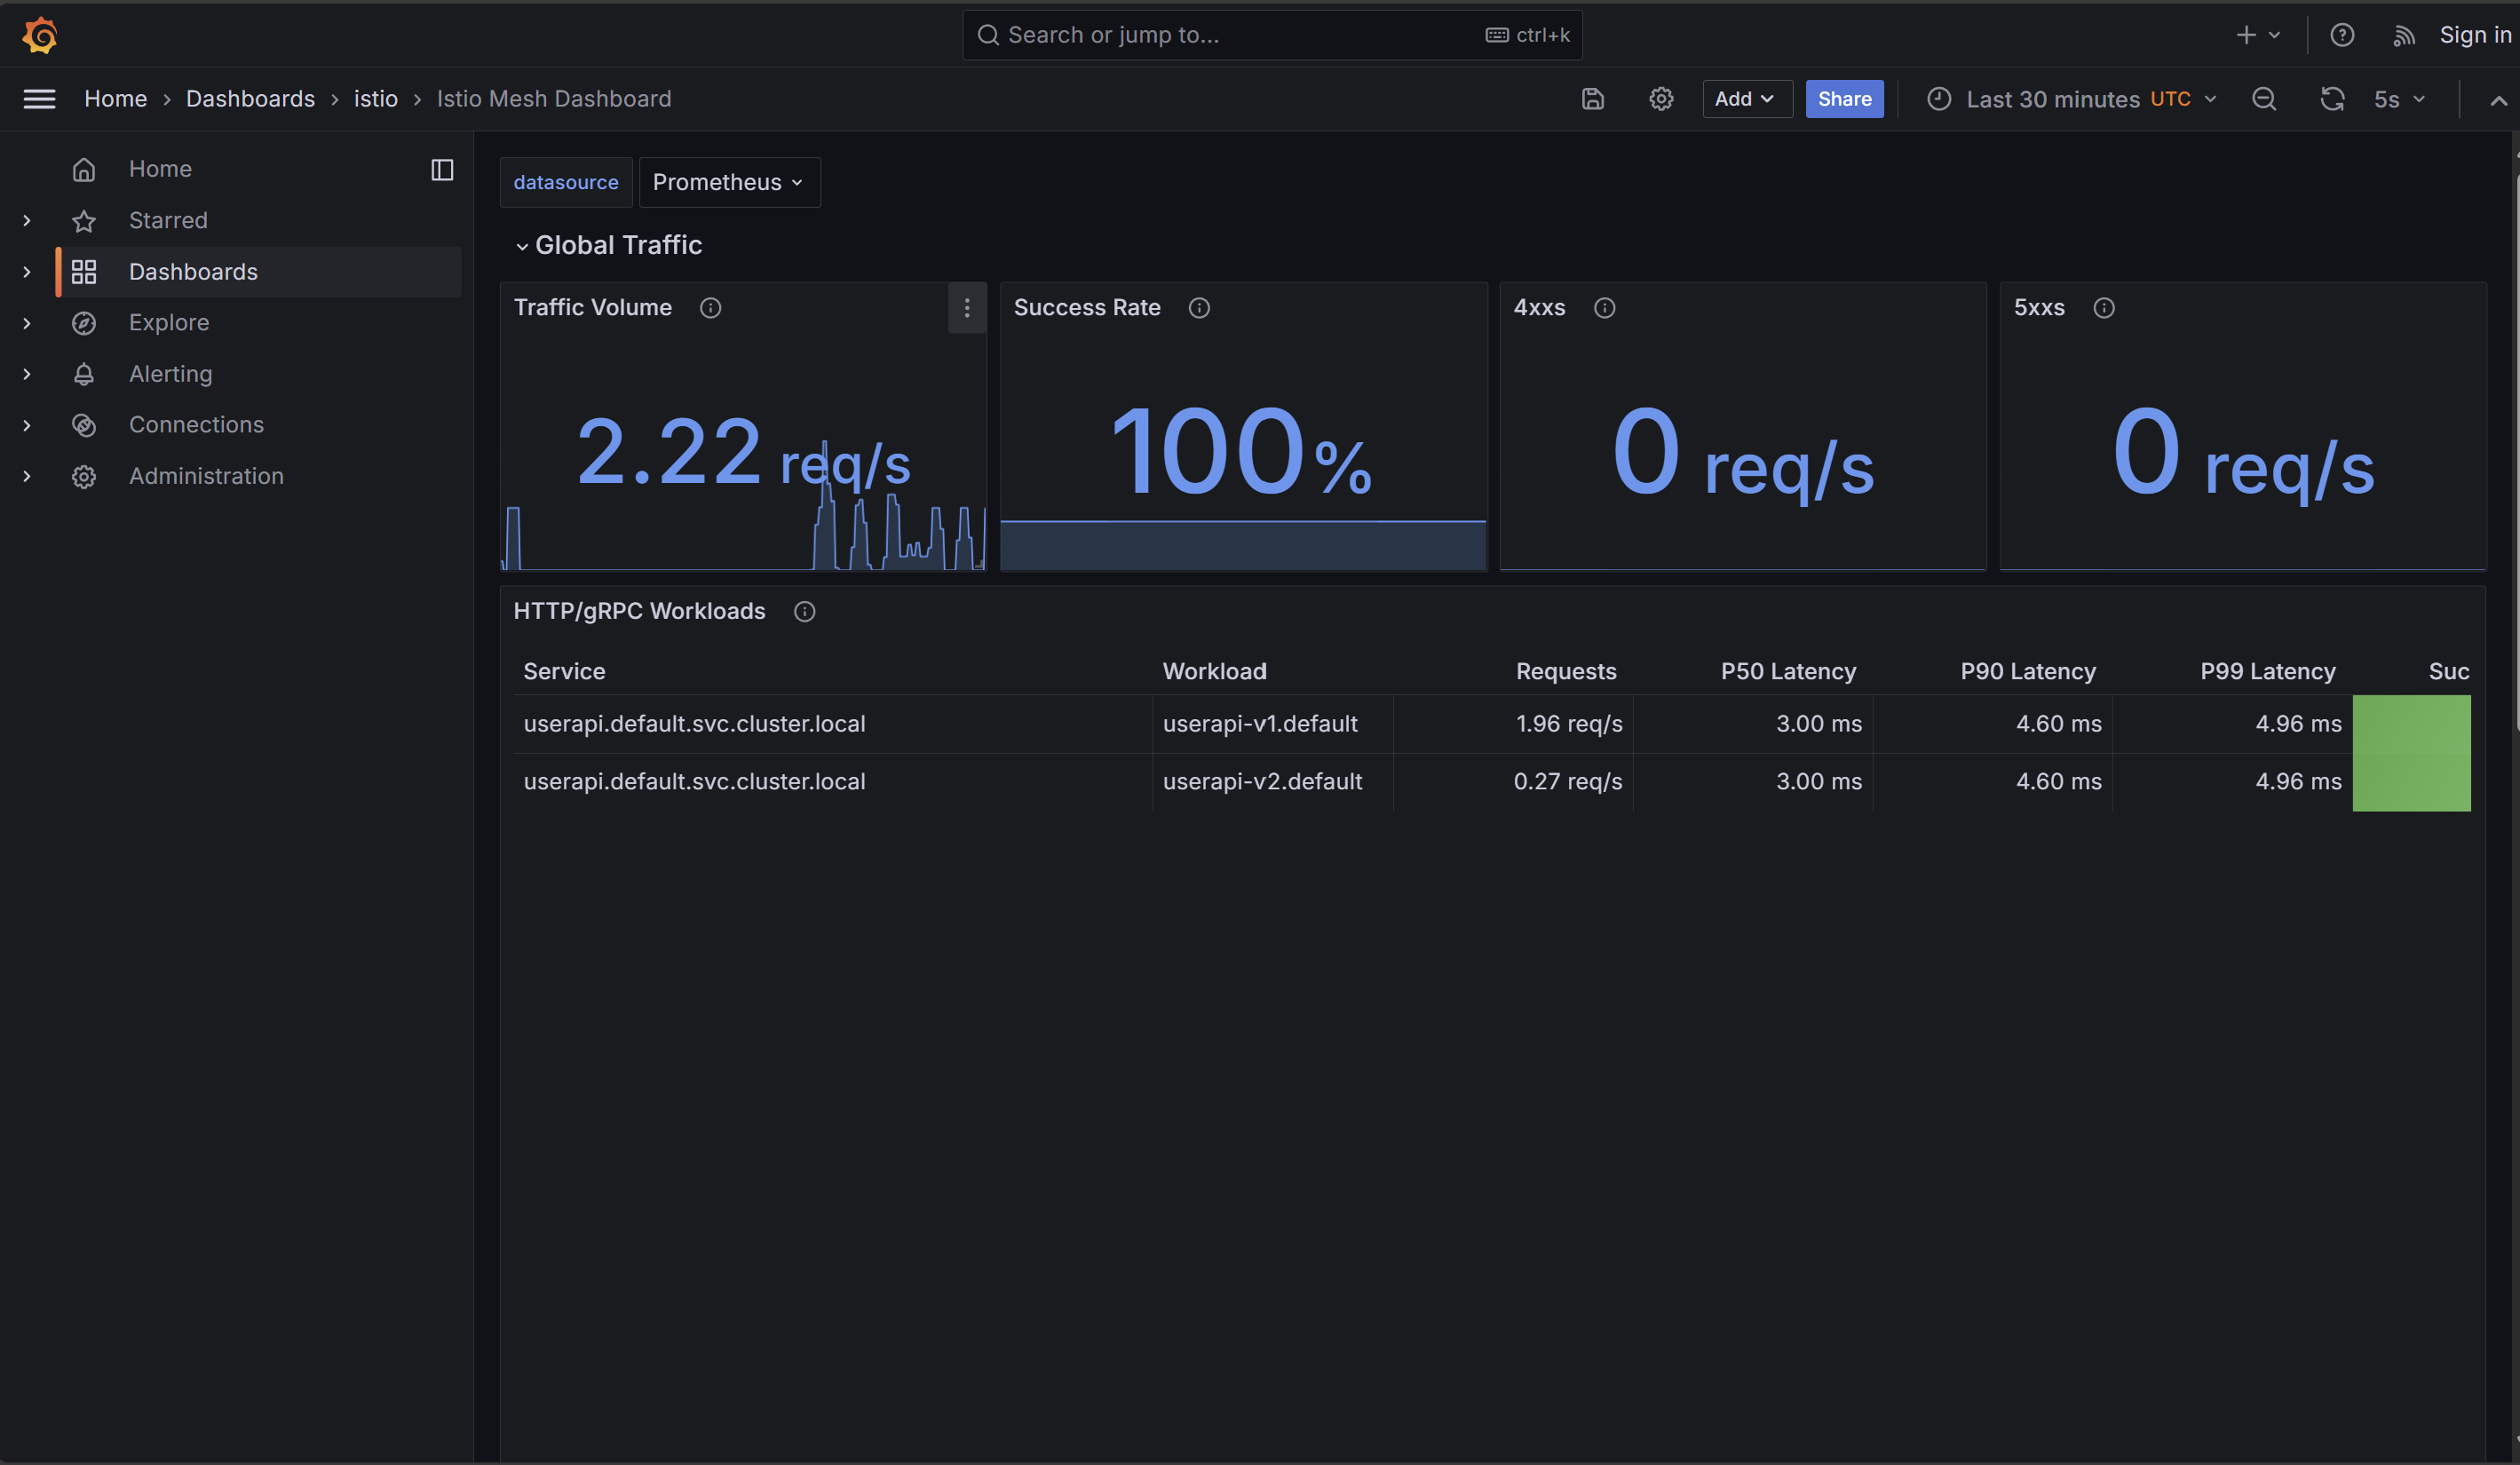 Search or jump to...
ctrl+k
Sign in
Home › Dashboards › istio › Istio Mesh Dashboard
Add
Share
Last 30 minutes UTC
5s
Home
Starred
Dashboards
Explore
Alerting
Connections
Administration
datasource
Prometheus
Global Traffic
Traffic Volume
2.22 req/s
Success Rate
100%
4xxs
0 req/s
5xxs
0 req/s
HTTP/gRPC Workloads
Service Workload Requests P50 Latency P90 Latency P99 Latency Suc
userapi.default.svc.cluster.local userapi-v1.default 1.96 req/s 3.00 ms 4.60 ms 4.96 ms
userapi.default.svc.cluster.local userapi-v2.default 0.27 req/s 3.00 ms 4.60 ms 4.96 ms